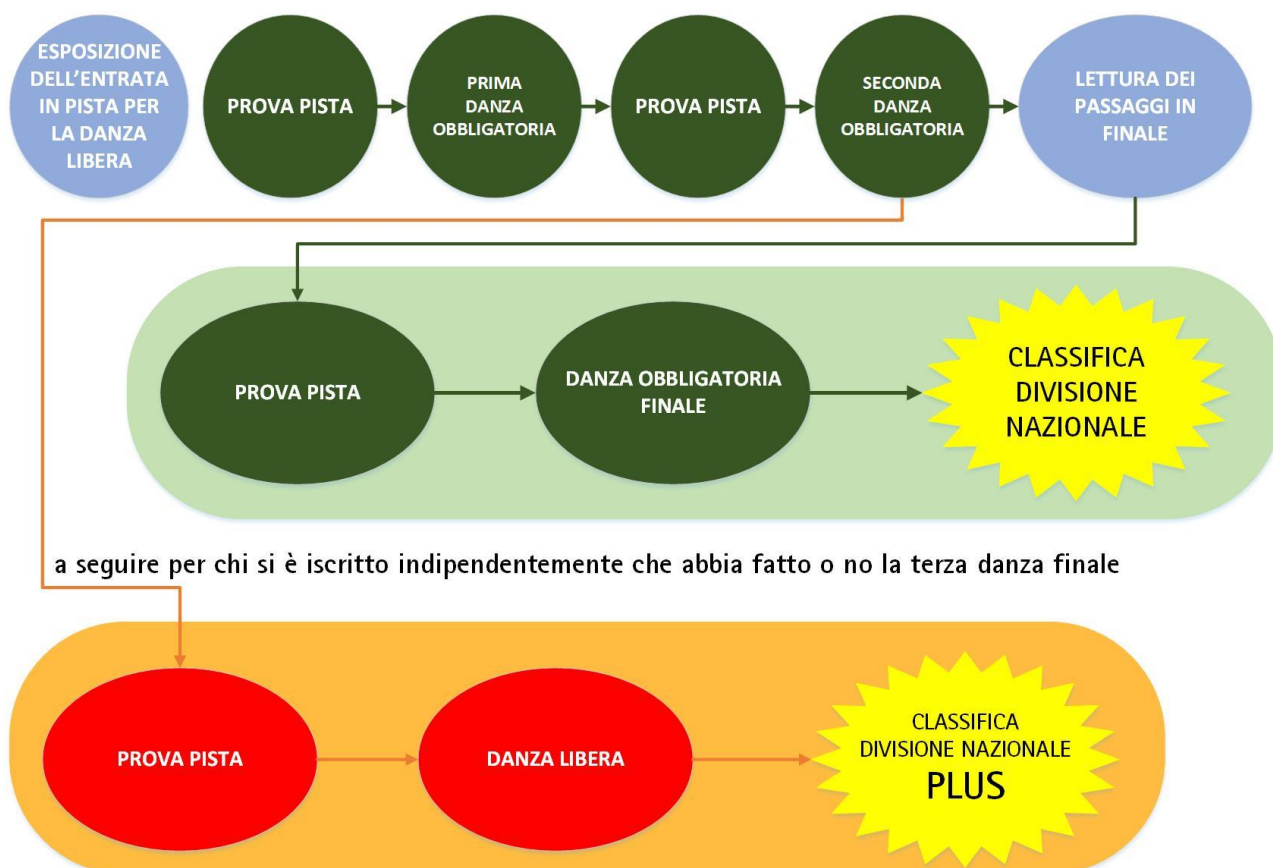 ESPOSIZIONE
DELL'ENTRATA
IN PISTA PER
LA DANZA
LIBERA
PROVA PISTA
PRIMA
DANZA
OBBLIGATORIA
PROVA PISTA
SECONDA
DANZA
OBBLIGATORIA
LETTURA DEI
PASSAGGI IN
FINALE
PROVA PISTA
DANZA OBBLIGATORIA
FINALE
CLASSIFICA
DIVISIONE
NAZIONALE
a seguire per chi si è iscritto indipendentemente che abbia fatto o no la terza danza finale
PROVA PISTA
DANZA LIBERA
CLASSIFICA
DIVISIONE NAZIONALE
PLUS